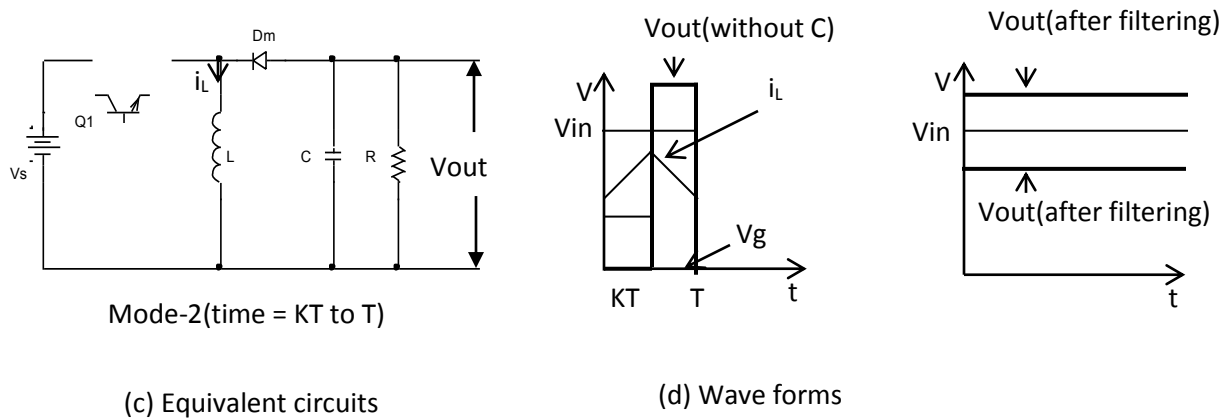 Dm
iL
Q1
Vs
L
C
R
Vout
Mode-2(time = KT to T)
(c) Equivalent circuits
Vout(without C)
V
iL
Vin
Vg
KT
T
t
(d) Wave forms
Vout(after filtering)
V
Vin
Vout(after filtering)
t